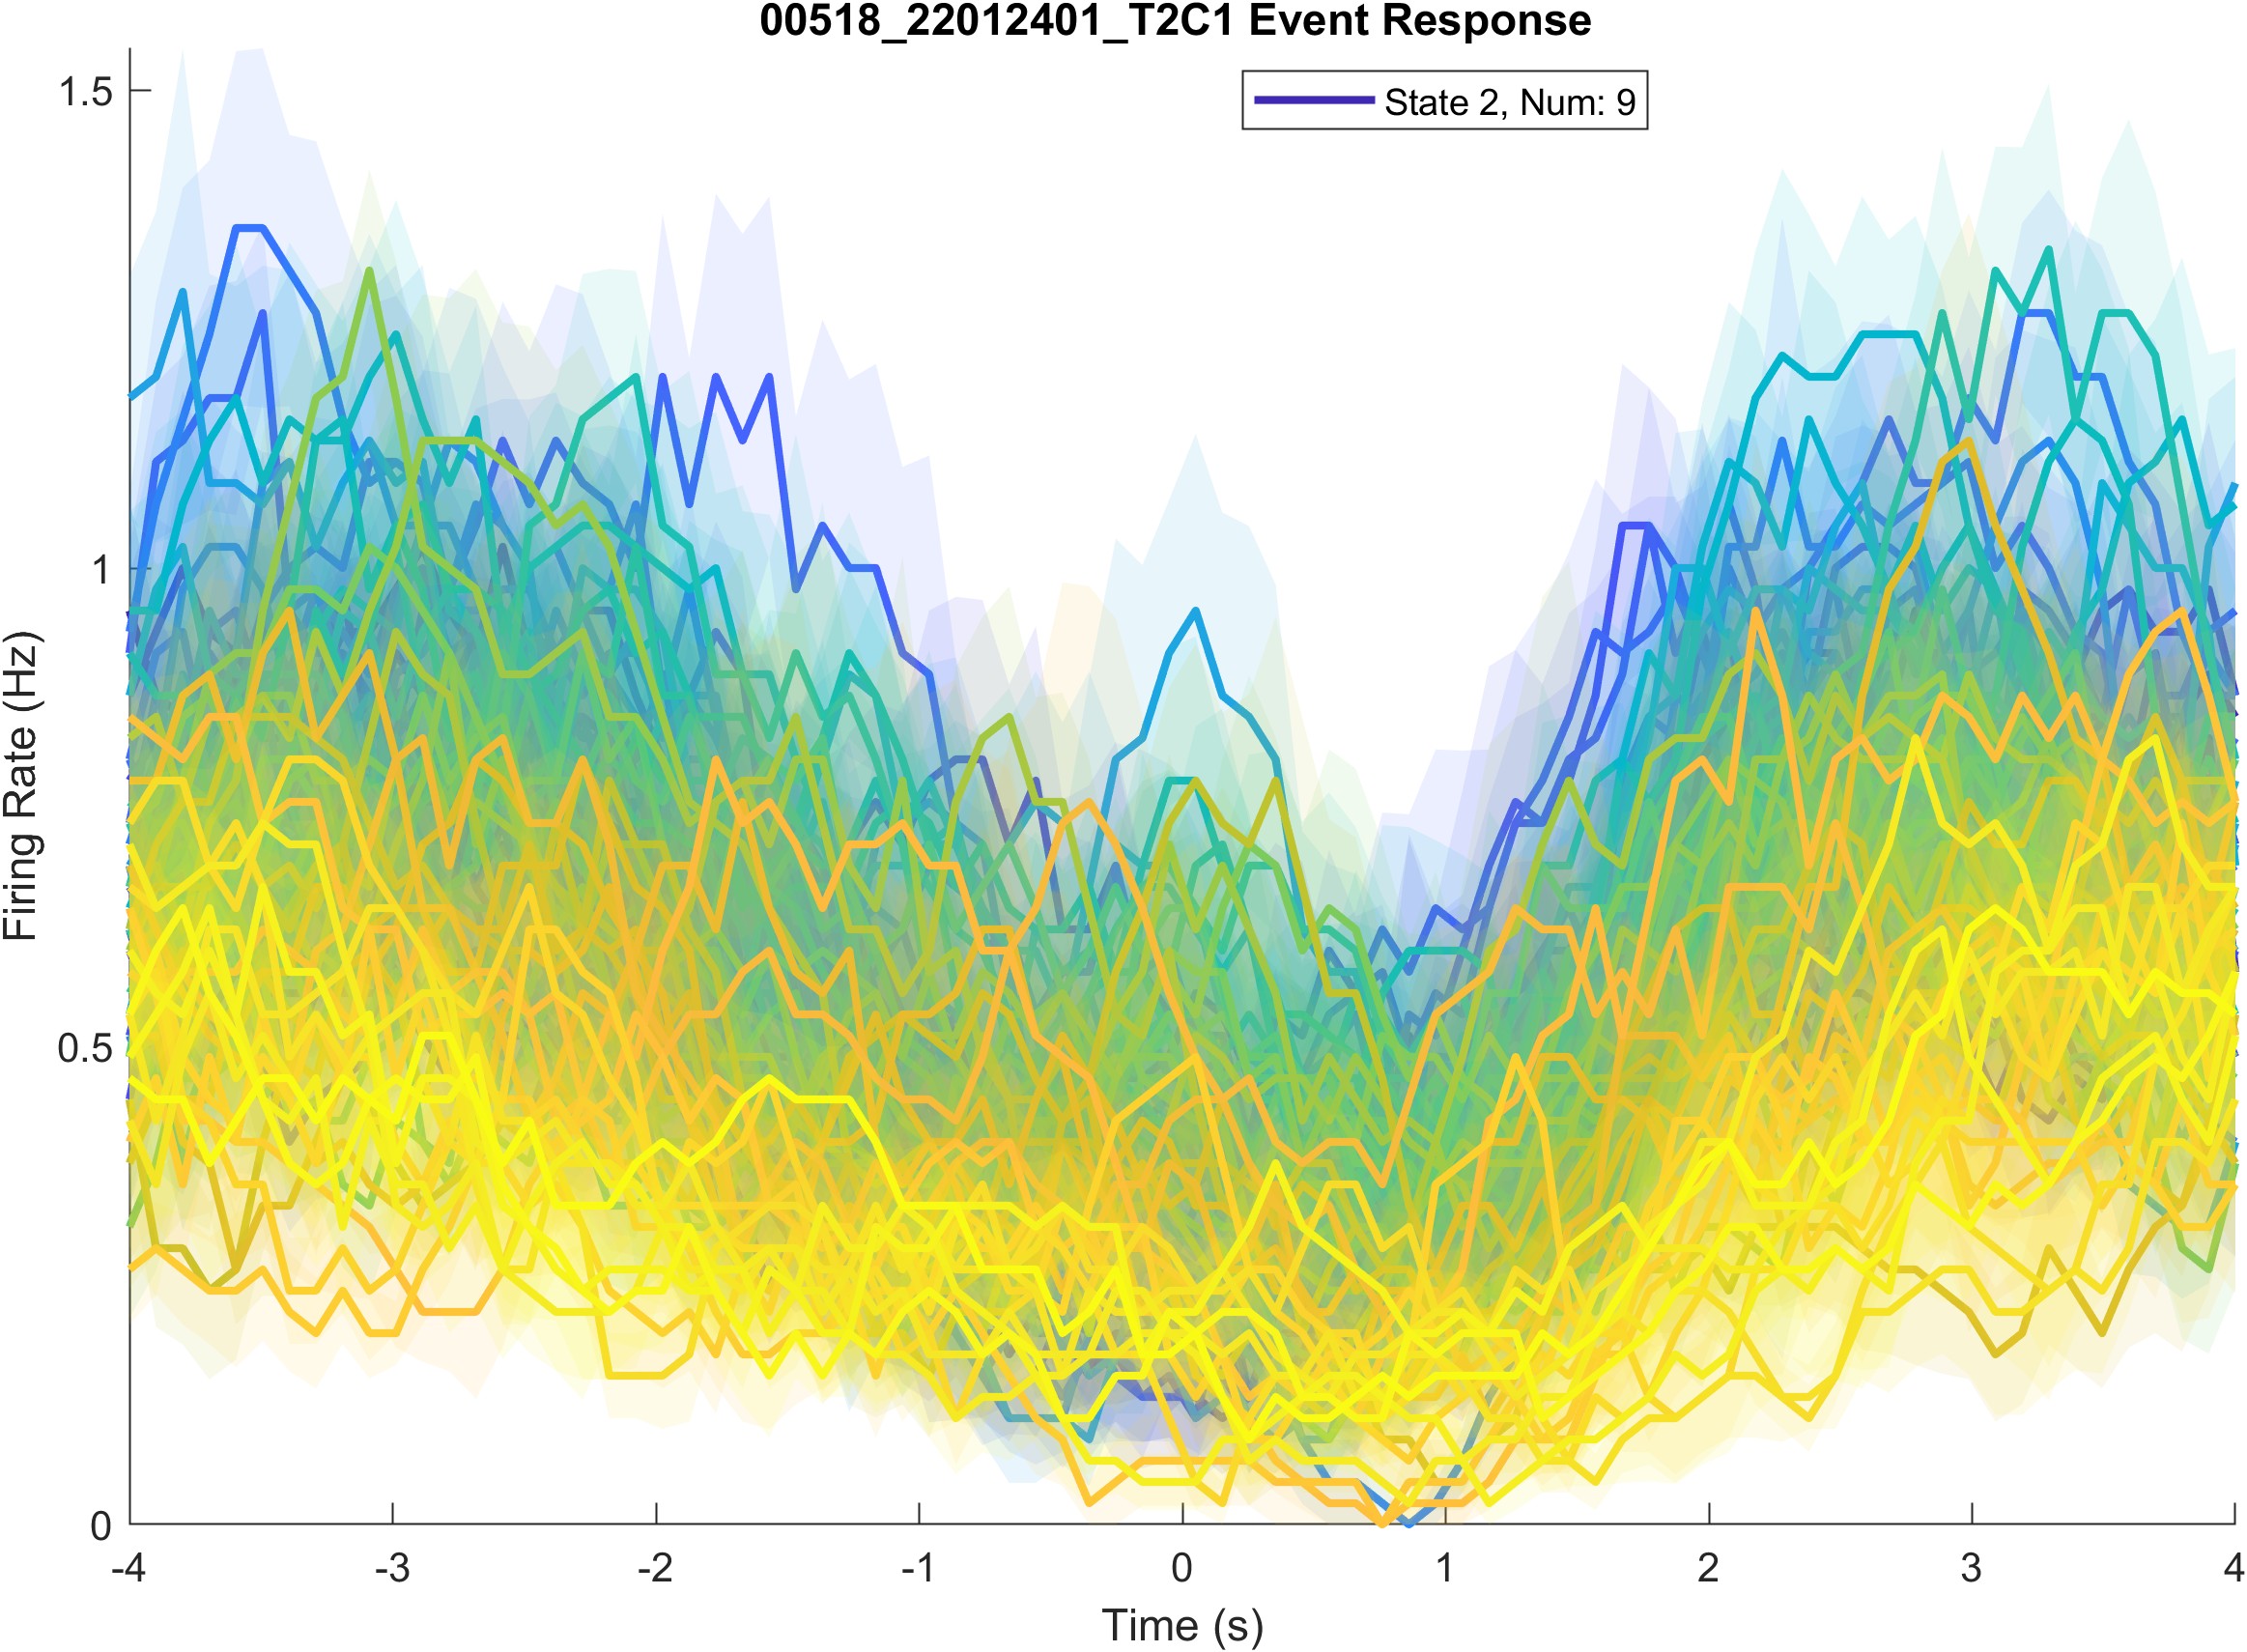 00518_22012401_T2C1 Event Response
State 2, Num: 9
Firing Rate (Hz)
1.5
1
0.5
0
-4 -3 -2 -1 0 1 2 3 4
Time (s)